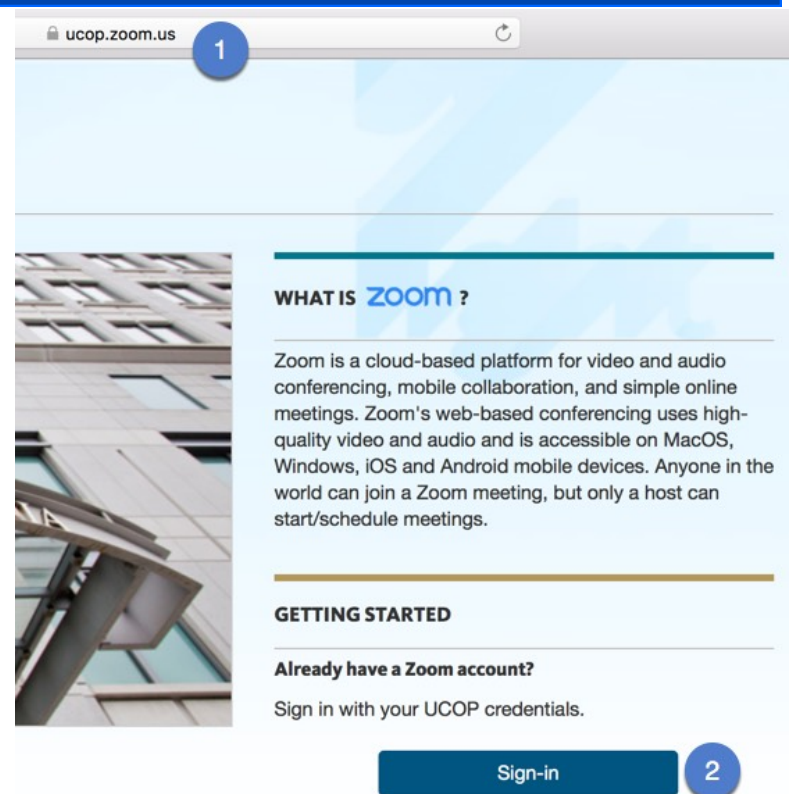 ucop.zoom.us
1
WHAT IS zoom ?
Zoom is a cloud-based platform for video and audio
conferencing, mobile collaboration, and simple online
meetings. Zoom's web-based conferencing uses high-
quality video and audio and is accessible on MacOS,
Windows, iOS and Android mobile devices. Anyone in the
world can join a Zoom meeting, but only a host can
start/schedule meetings.
GETTING STARTED
Already have a Zoom account?
Sign in with your UCOP credentials.
Sign-in
2